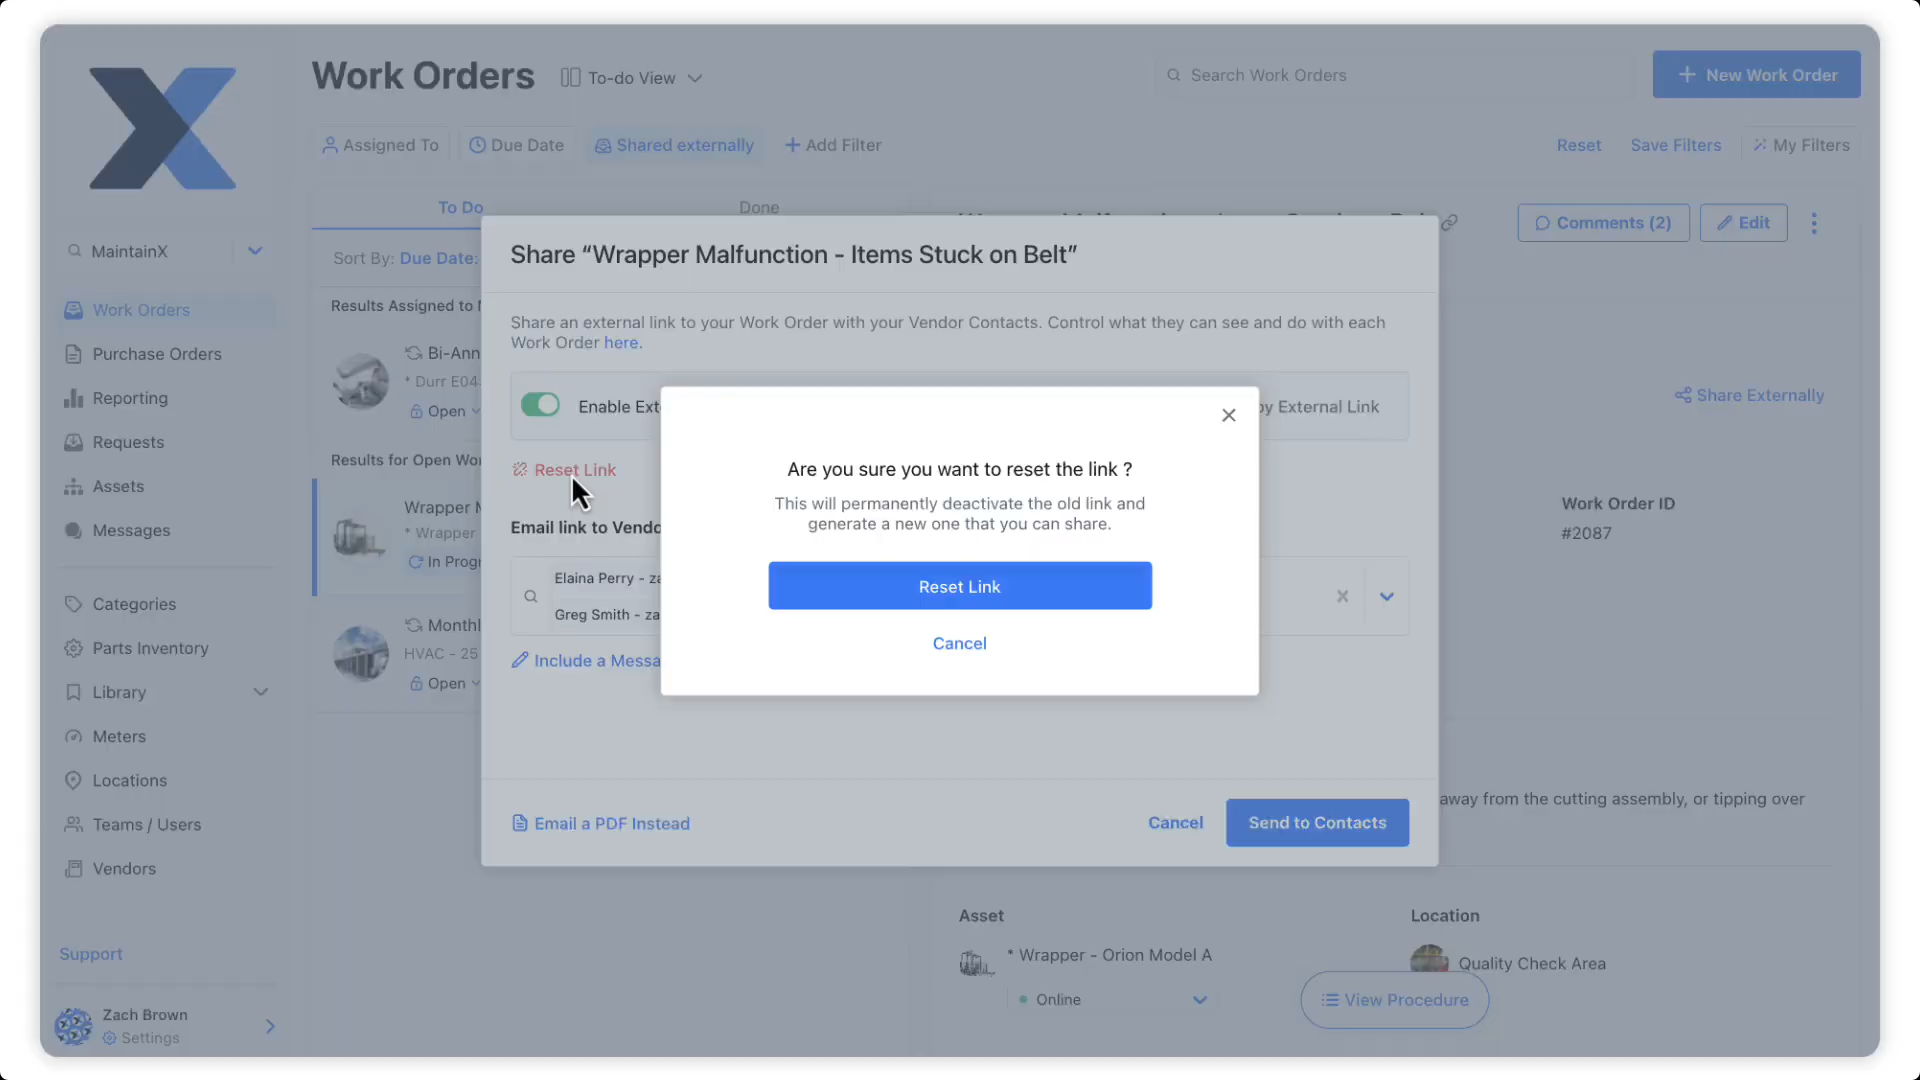 Work Orders
To-do View
Search Work Orders
New Work Order
Assigned To
Due Date
Shared externally
Add Filter
Reset
Save Filters
My Filters
To Do
Done
Comments (2)
Edit
MaintainX
Sort By: Due Date:
Share “Wrapper Malfunction - Items Stuck on Belt”
Work Orders
Purchase Orders
Reporting
Requests
Assets
Messages
Categories
Parts Inventory
Library
Meters
Locations
Teams / Users
Vendors
Support
Zach Brown
Settings
Results Assigned to
Bi-Ann
* Durr E04
Open
Results for Open Wo
Wrapper
* Wrapper
In Prog
Monthl
HVAC - 25
Open
Share an external link to your Work Order with your Vendor Contacts. Control what they can see and do with each
Work Order here.
Enable Ext
by External Link
Reset Link
Email link to Vendo
Elaina Perry - za
Greg Smith - za
Include a Messa
Are you sure you want to reset the link ?
This will permanently deactivate the old link and
generate a new one that you can share.
Reset Link
Cancel
Email a PDF Instead
Cancel
Send to Contacts
Share Externally
Work Order ID
#2087
away from the cutting assembly, or tipping over
Asset
* Wrapper - Orion Model A
Online
Location
Quality Check Area
View Procedure